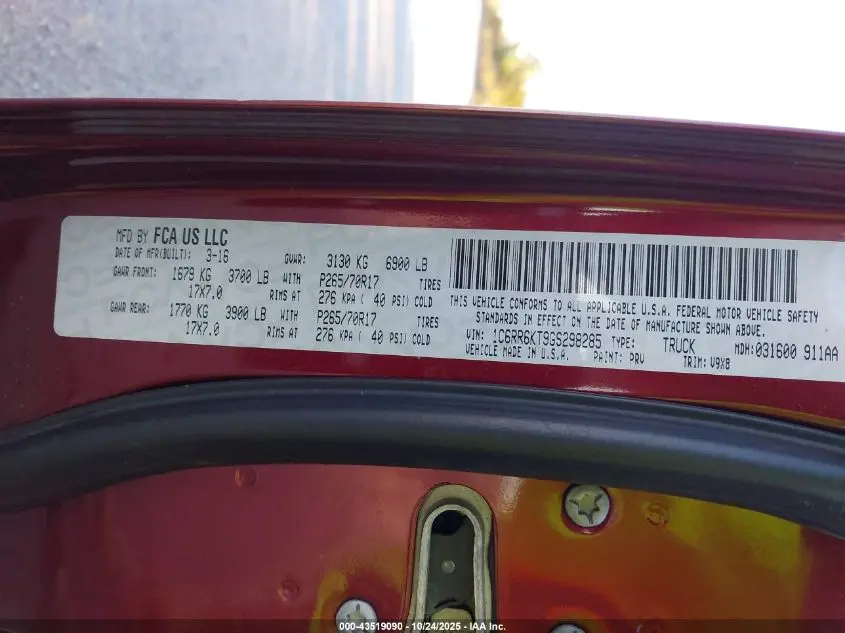 MFD BY FCA US LLC
DATE OF MFR(BUILT): 3-16 GVWR: 3130 KG 6900 LB
GAWR FRONT: 1679 KG 3700 LB WITH P265/70R17 TIRES
17X7.0 RIMS AT 276 KPA ( 40 PSI) COLD
GAWR REAR: 1770 KG 3900 LB WITH P265/70R17 TIRES
17X7.0 RIMS AT 276 KPA ( 40 PSI) COLD
THIS VEHICLE CONFORMS TO ALL APPLICABLE U.S.A. FEDERAL MOTOR VEHICLE SAFETY
STANDARDS IN EFFECT ON THE DATE OF MANUFACTURE SHOWN ABOVE.
VIN: 1C6RR6KT9GS298285 TYPE: TRUCK MDH:031600 911AA
VEHICLE MADE IN U.S.A. PAINT: PRV TRIM: V9X8
000-43519090 - 10/24/2025 - IAA Inc.